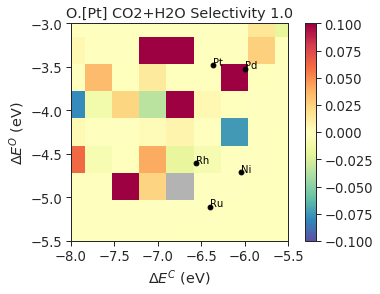 O.[Pt] CO2+H2O Selectivity 1.0
−3.0
−3.5
−4.0
−4.5
−5.0
−5.5
ΔE^O (eV)
Pt
Pd
Rh
Ni
Ru
−8.0 −7.5 −7.0 −6.5 −6.0 −5.5
ΔE^C (eV)
0.100
0.075
0.050
0.025
0.000
−0.025
−0.050
−0.075
−0.100